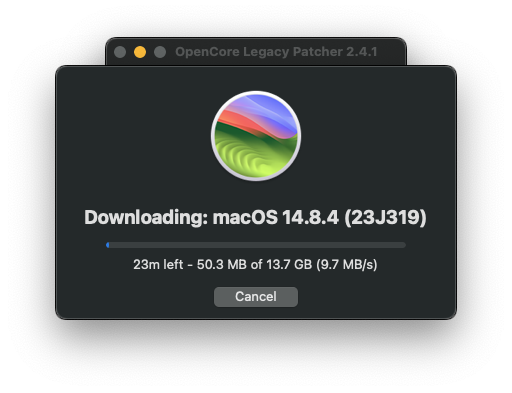 OpenCore Legacy Patcher 2.4.1
Downloading: macOS 14.8.4 (23J319)
23m left - 50.3 MB of 13.7 GB (9.7 MB/s)
Cancel